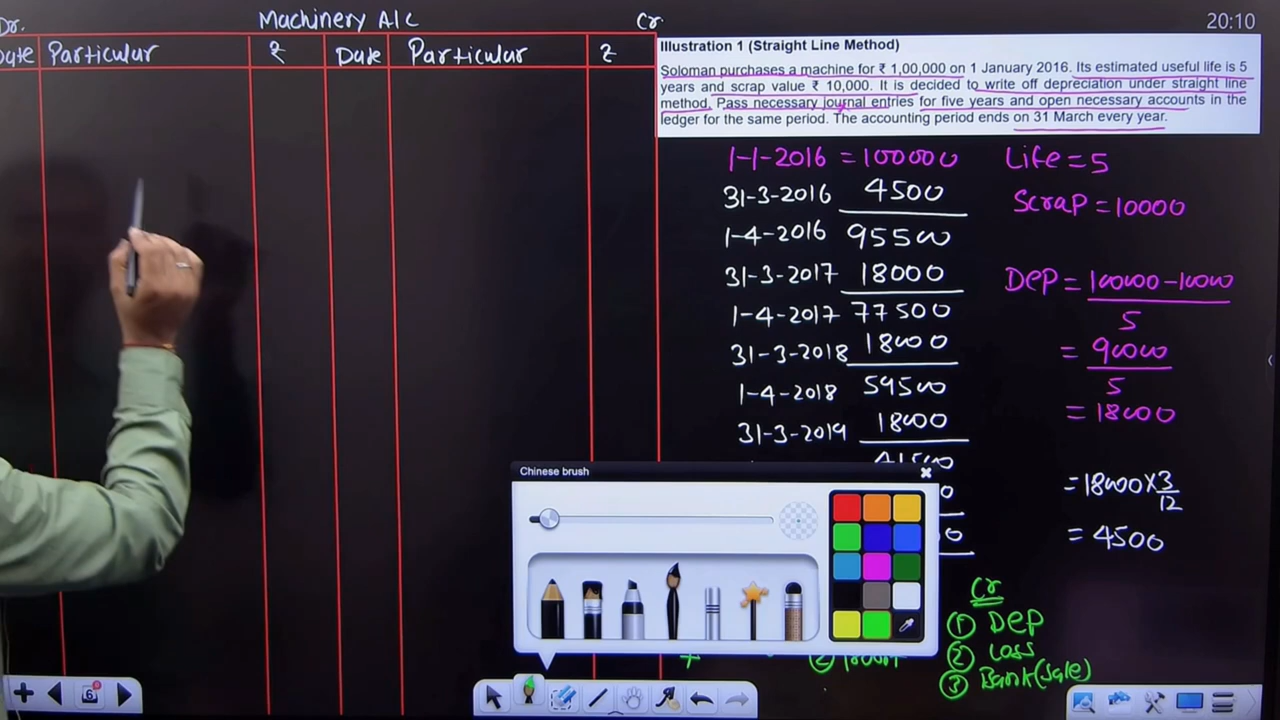 Dr. Machinery A/c Cr.
Date Particular ₹ Date Particular ₹
20:10
Illustration 1 (Straight Line Method)
Soloman purchases a machine for ₹ 1,00,000 on 1 January 2016. Its estimated useful life is 5
years and scrap value ₹ 10,000. It is decided to write off depreciation under straight line
method. Pass necessary journal entries for five years and open necessary accounts in the
ledger for the same period. The accounting period ends on 31 March every year.
1-1-2016 = 100000
31-3-2016 4500
1-4-2016 95500
31-3-2017 18000
1-4-2017 77500
31-3-2018 18000
1-4-2018 59500
31-3-2019 18000
41500
0
0
Life = 5
Scrap = 10000
Dep = 100000-10000
5
= 90000
5
= 18000
= 18000 × 3
12
= 4500
Chinese brush
Cr
① Dep
② Loss
③ Bank (Sale)
6